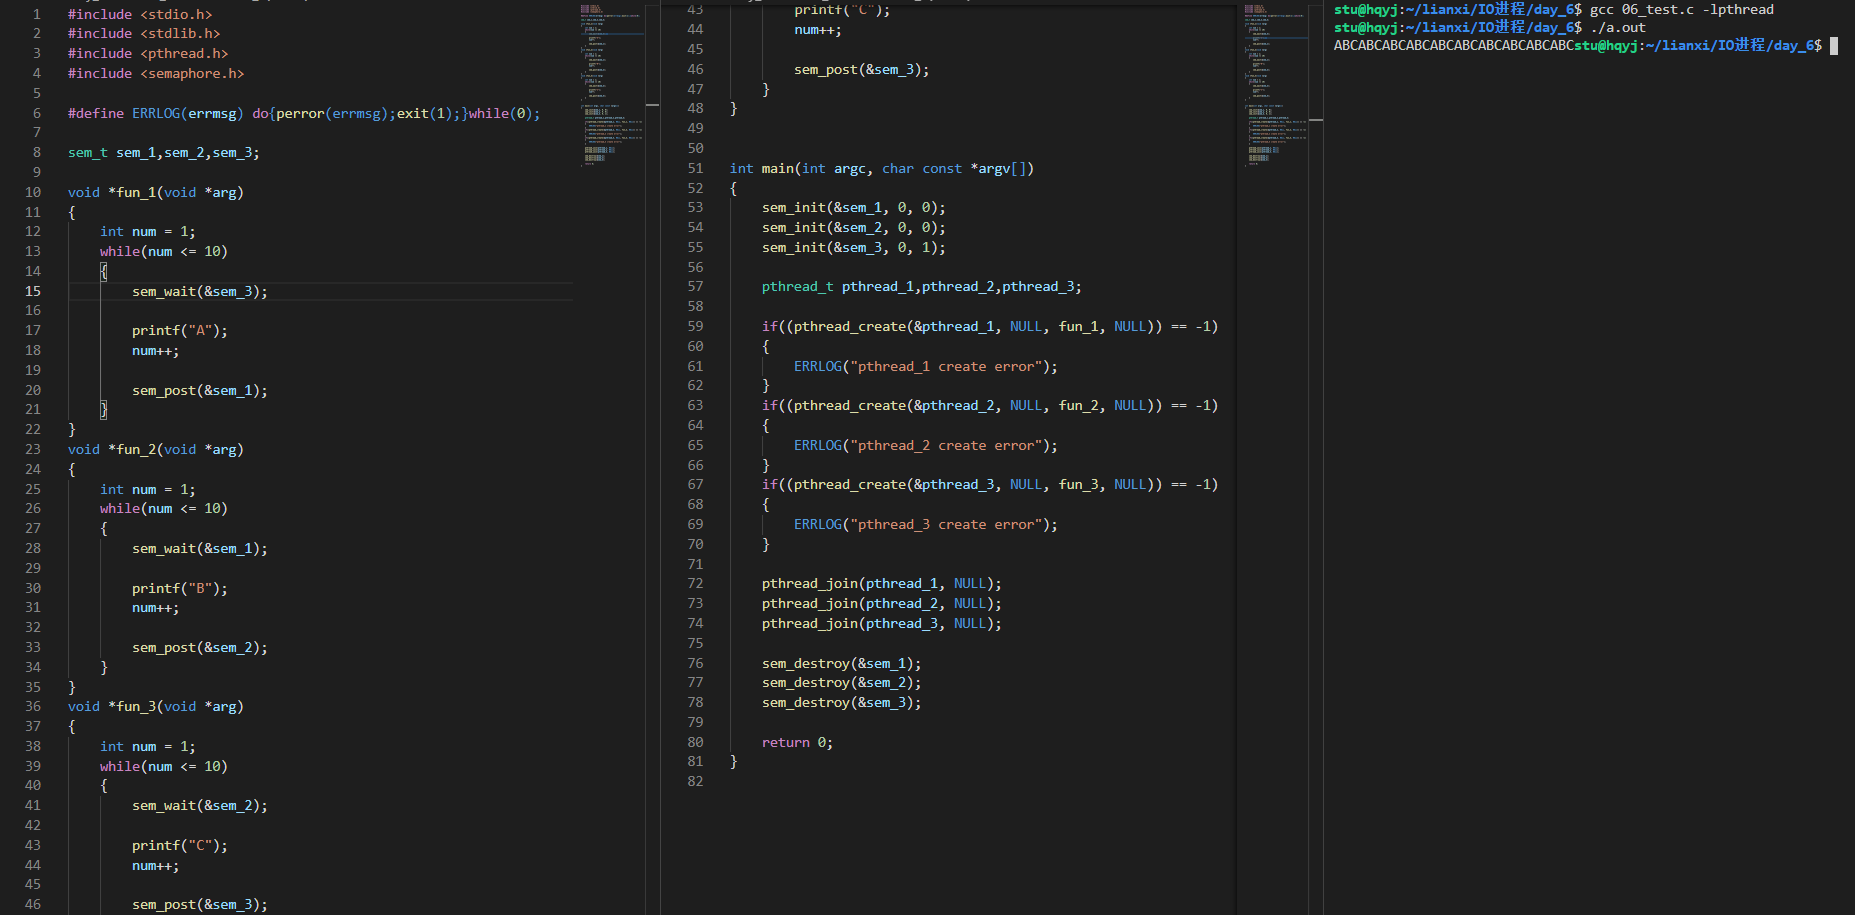 1 #include <stdio.h>
2 #include <stdlib.h>
3 #include <pthread.h>
4 #include <semaphore.h>
5
6 #define ERRLOG(errmsg) do{perror(errmsg);exit(1);}while(0);
7
8 sem_t sem_1,sem_2,sem_3;
9
10 void *fun_1(void *arg)
11 {
12     int num = 1;
13     while(num <= 10)
14     {
15         sem_wait(&sem_3);
16
17         printf("A");
18         num++;
19
20         sem_post(&sem_1);
21     }
22 }
23 void *fun_2(void *arg)
24 {
25     int num = 1;
26     while(num <= 10)
27     {
28         sem_wait(&sem_1);
29
30         printf("B");
31         num++;
32
33         sem_post(&sem_2);
34     }
35 }
36 void *fun_3(void *arg)
37 {
38     int num = 1;
39     while(num <= 10)
40     {
41         sem_wait(&sem_2);
42
43         printf("C");
44         num++;
45
46         sem_post(&sem_3);
43         printf("C");
44         num++;
45
46         sem_post(&sem_3);
47     }
48 }
49
50
51 int main(int argc, char const *argv[])
52 {
53     sem_init(&sem_1, 0, 0);
54     sem_init(&sem_2, 0, 0);
55     sem_init(&sem_3, 0, 1);
56
57     pthread_t pthread_1,pthread_2,pthread_3;
58
59     if((pthread_create(&pthread_1, NULL, fun_1, NULL)) == -1)
60     {
61         ERRLOG("pthread_1 create error");
62     }
63     if((pthread_create(&pthread_2, NULL, fun_2, NULL)) == -1)
64     {
65         ERRLOG("pthread_2 create error");
66     }
67     if((pthread_create(&pthread_3, NULL, fun_3, NULL)) == -1)
68     {
69         ERRLOG("pthread_3 create error");
70     }
71
72     pthread_join(pthread_1, NULL);
73     pthread_join(pthread_2, NULL);
74     pthread_join(pthread_3, NULL);
75
76     sem_destroy(&sem_1);
77     sem_destroy(&sem_2);
78     sem_destroy(&sem_3);
79
80     return 0;
81 }
82
stu@hqyj:~/lianxi/IO进程/day_6$ gcc 06_test.c -lpthread
stu@hqyj:~/lianxi/IO进程/day_6$ ./a.out
ABCABCABCABCABCABCABCABCABCABCstu@hqyj:~/lianxi/IO进程/day_6$